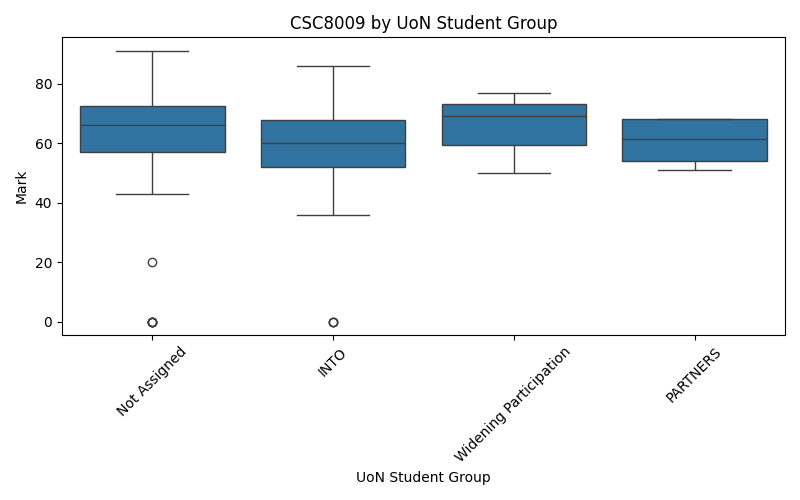 CSC8009 by UoN Student Group
Mark
80
60
40
20
0
Not Assigned
INTO
Widening Participation
PARTNERS
UoN Student Group